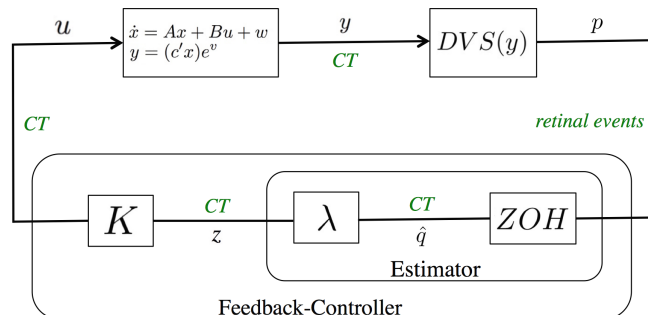 u
ẋ = Ax + Bu + w
y = (c'x)e^v
y
CT
DVS(y)
p
CT
retinal events
K
CT
z
λ
CT
q̂
ZOH
Estimator
Feedback-Controller